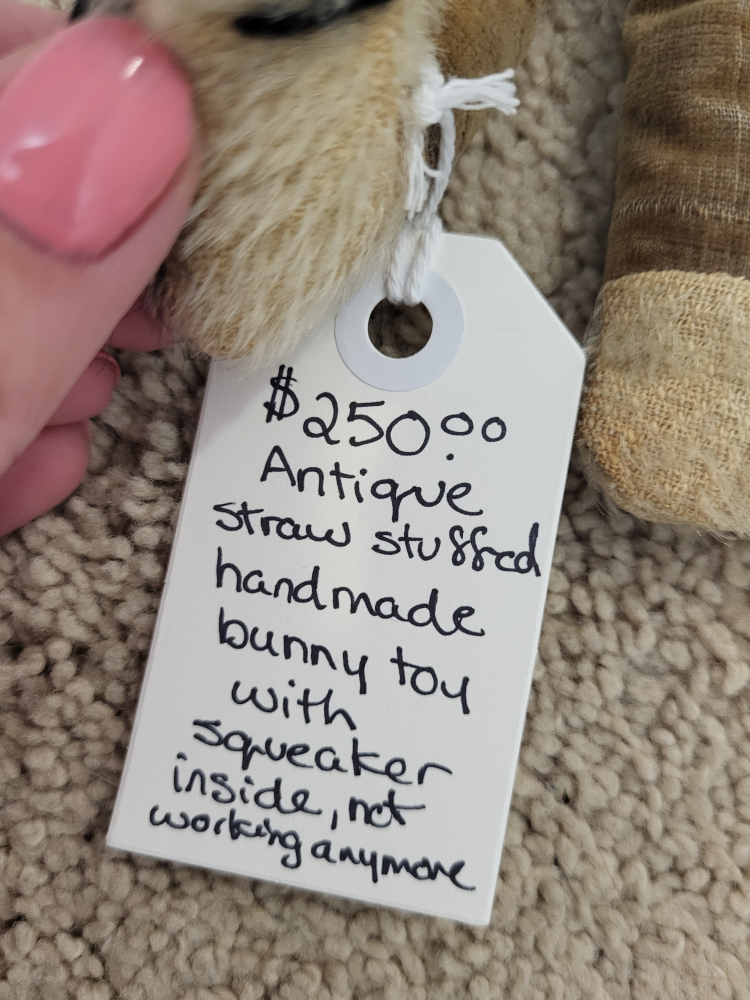 $250.00
Antique
straw stuffed
handmade
bunny toy
with
squeaker
inside, not
working anymore